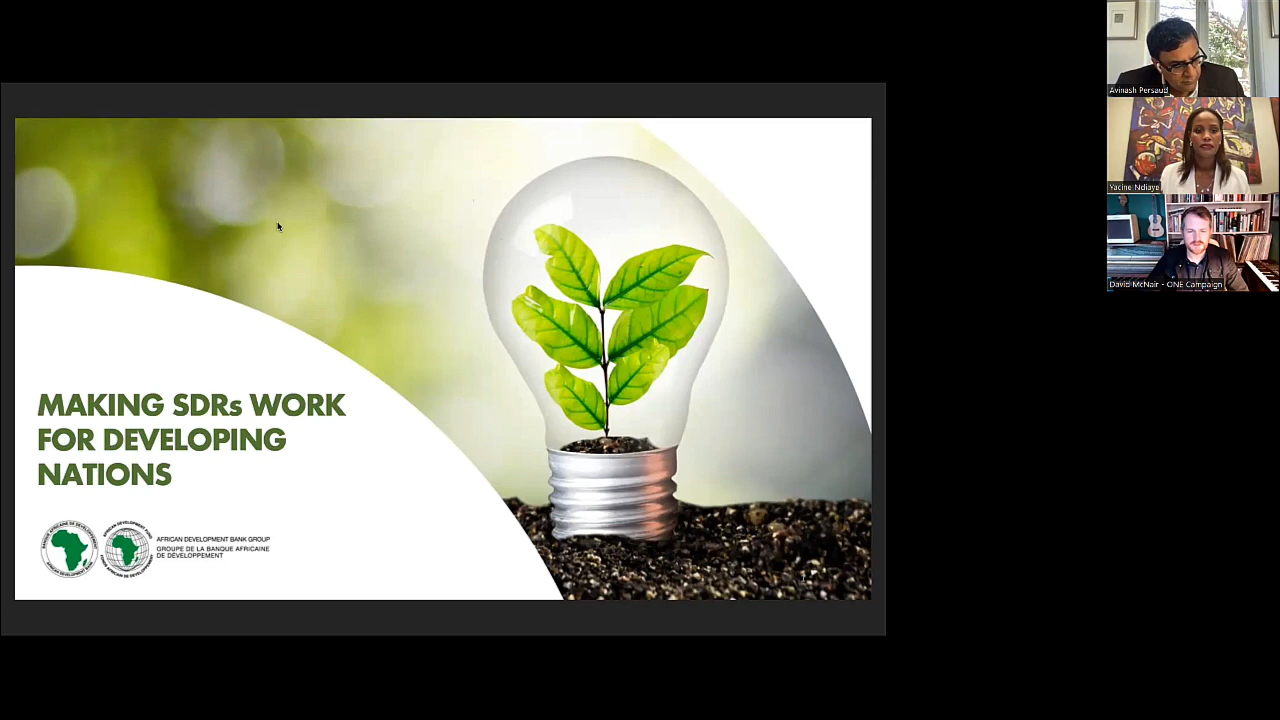 MAKING SDRs WORK
FOR DEVELOPING
NATIONS
AFRICAN DEVELOPMENT BANK GROUP
GROUPE DE LA BANQUE AFRICAINE
DE DÉVELOPPEMENT
Avinash Persaud
Yacine Ndiaye
David McNair - ONE Campaign